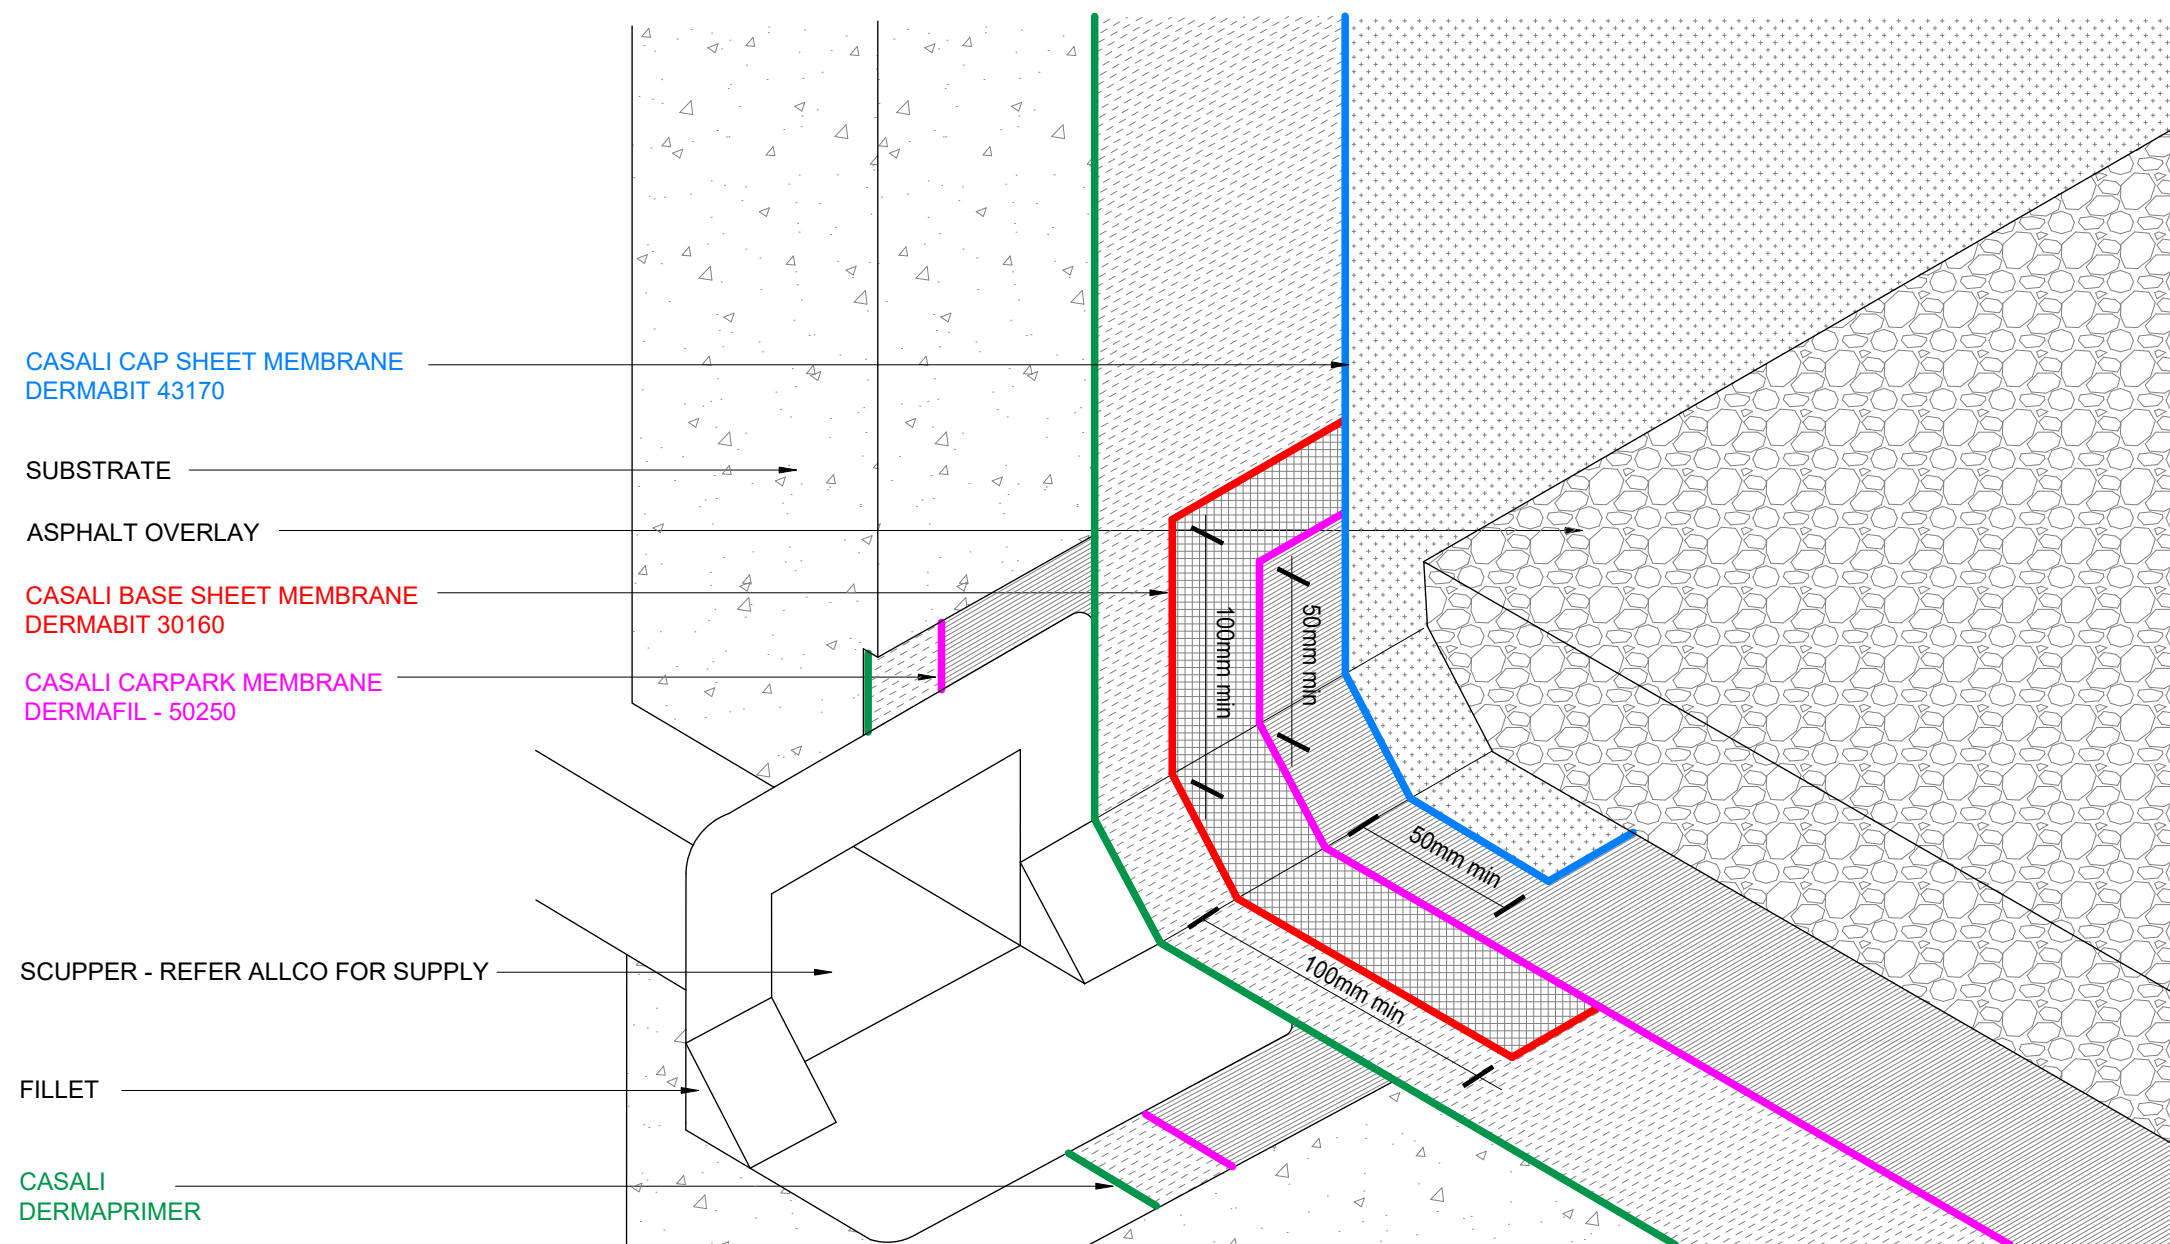 CASALI CAP SHEET MEMBRANE
DERMABIT 43170
SUBSTRATE
ASPHALT OVERLAY
CASALI BASE SHEET MEMBRANE
DERMABIT 30160
CASALI CARPARK MEMBRANE
DERMAFIL - 50250
SCUPPER - REFER ALLCO FOR SUPPLY
FILLET
CASALI
DERMAPRIMER
100mm min
50mm min
50mm min
100mm min